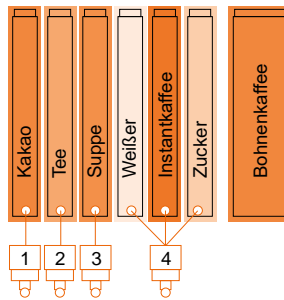 Kakao
Tee
Suppe
Weißer
Instantkaffee
Zucker
Bohnenkaffee
1
2
3
4